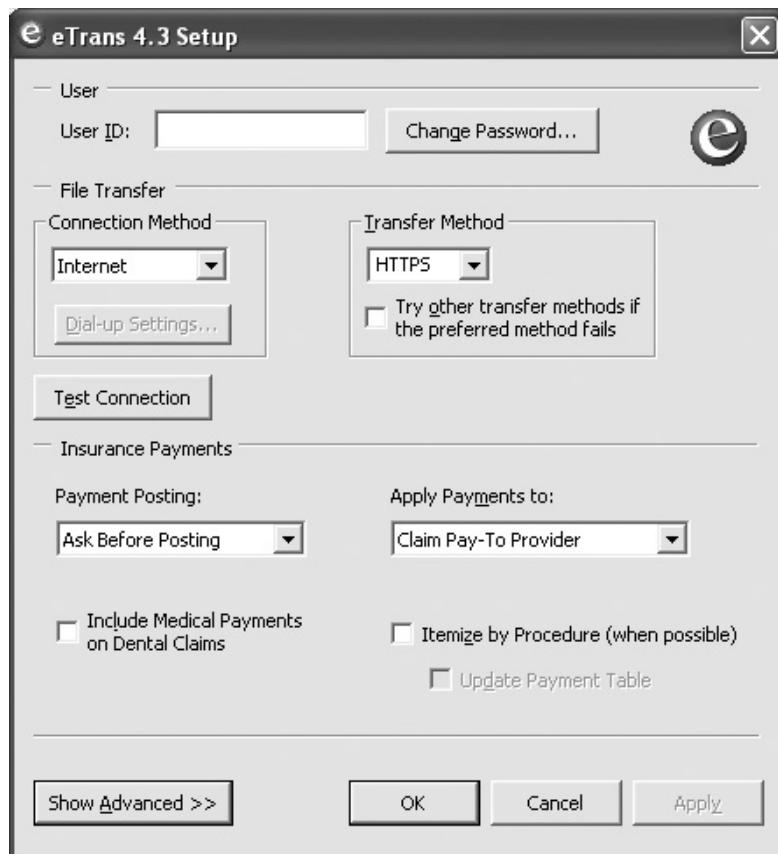 e eTrans 4.3 Setup
User
User ID: Change Password...
e
File Transfer
Connection Method
Internet
Dial-up Settings...
Transfer Method
HTTPS
Try other transfer methods if
the preferred method fails
Test Connection
Insurance Payments
Payment Posting:
Ask Before Posting
Apply Payments to:
Claim Pay-To Provider
Include Medical Payments
on Dental Claims
Itemize by Procedure (when possible)
Update Payment Table
Show Advanced >> OK Cancel Apply